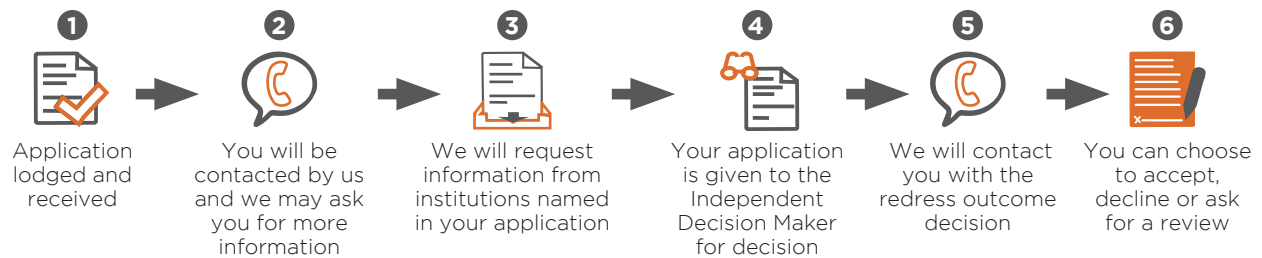 1
Application
lodged and
received
2
You will be
contacted by us
and we may ask
you for more
information
3
We will request
information from
institutions named
in your application
4
Your application
is given to the
Independent
Decision Maker
for decision
5
We will contact
you with the
redress outcome
decision
6
x
You can choose
to accept,
decline or ask
for a review